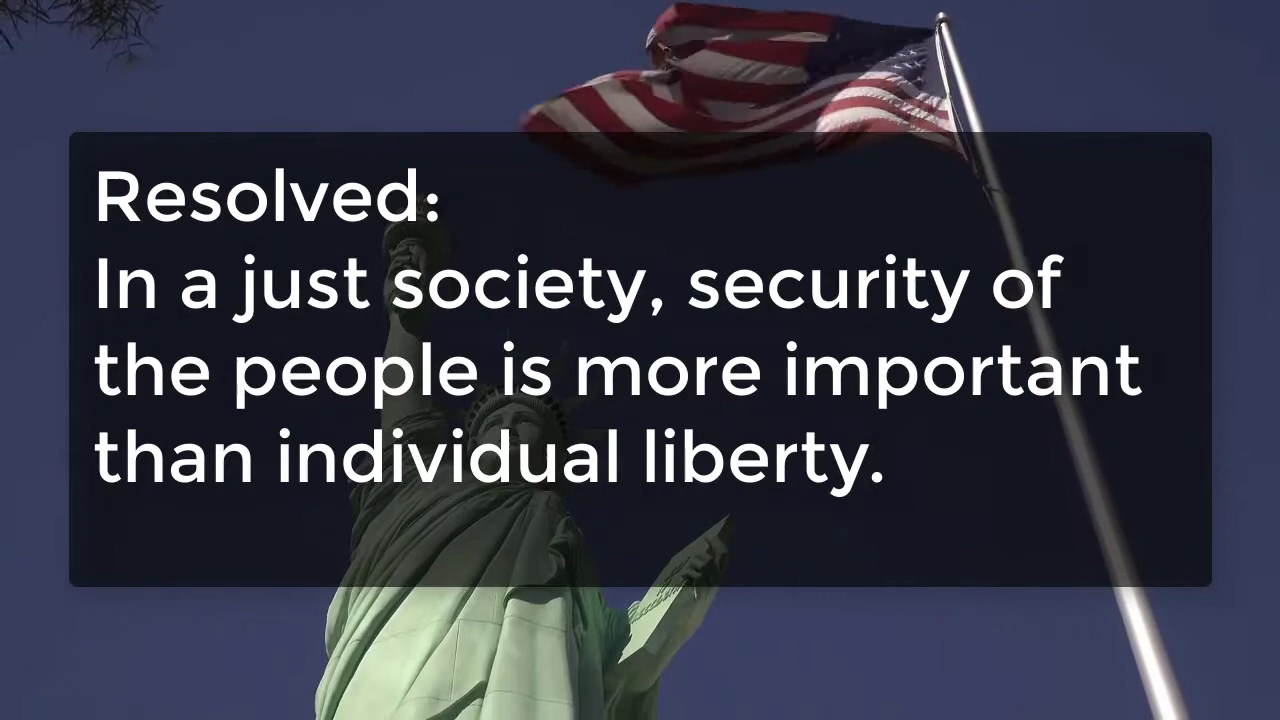 Resolved:
In a just society, security of
the people is more important
than individual liberty.